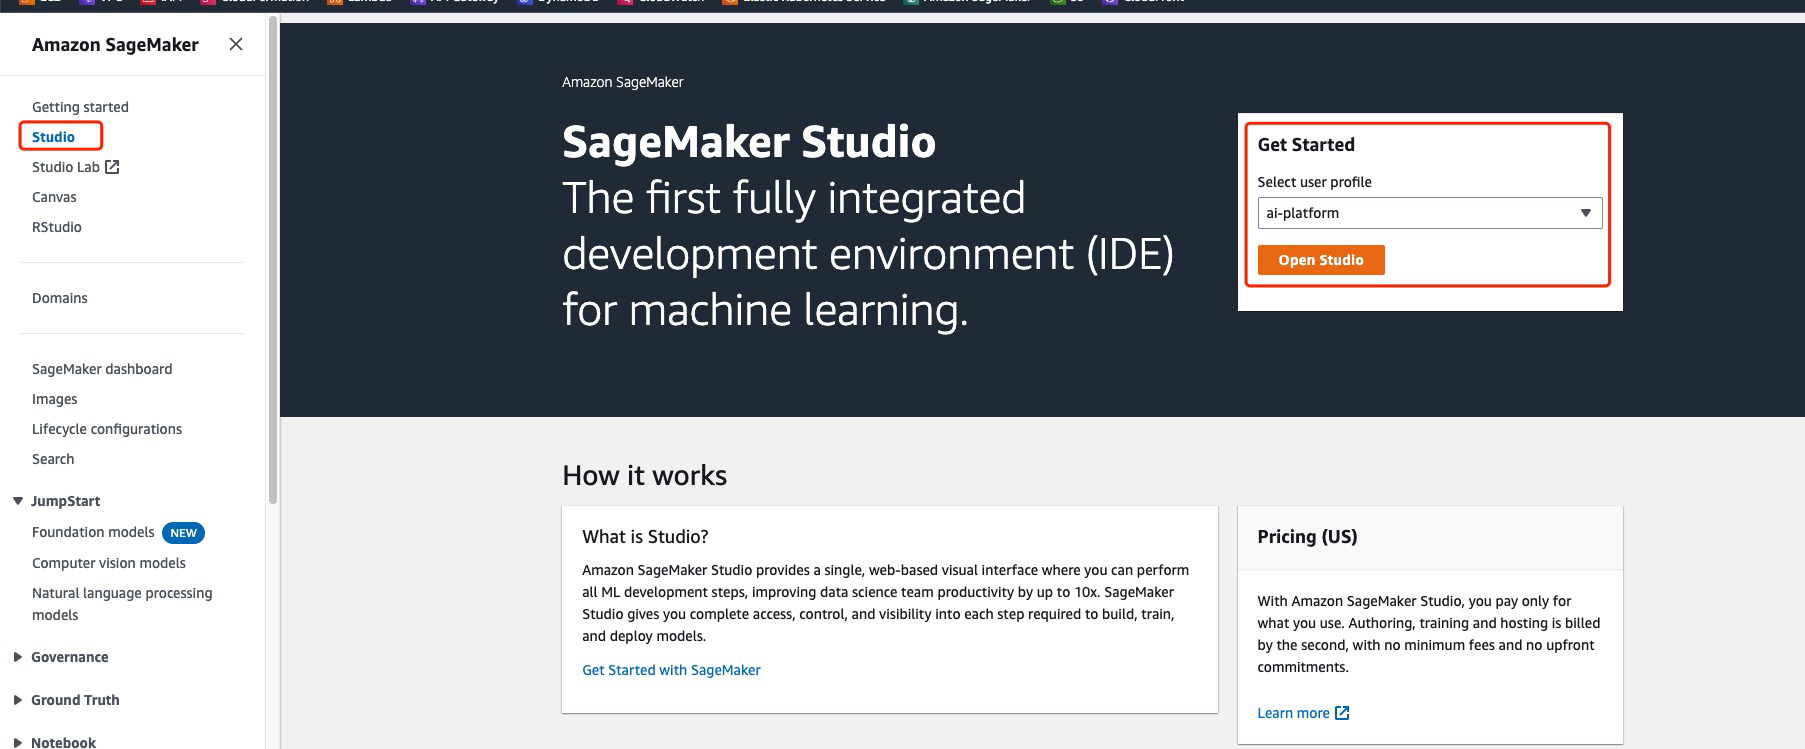 Amazon SageMaker
Getting started
Studio
Studio Lab
Canvas
RStudio
Domains
SageMaker dashboard
Images
Lifecycle configurations
Search
JumpStart
Foundation models NEW
Computer vision models
Natural language processing
models
Governance
Ground Truth
Notebook
Amazon SageMaker
SageMaker Studio
The first fully integrated
development environment (IDE)
for machine learning.
Get Started
Select user profile
ai-platform
Open Studio
How it works
What is Studio?
Amazon SageMaker Studio provides a single, web-based visual interface where you can perform
all ML development steps, improving data science team productivity by up to 10x. SageMaker
Studio gives you complete access, control, and visibility into each step required to build, train,
and deploy models.
Get Started with SageMaker
Pricing (US)
With Amazon SageMaker Studio, you pay only for
what you use. Authoring, training and hosting is billed
by the second, with no minimum fees and no upfront
commitments.
Learn more